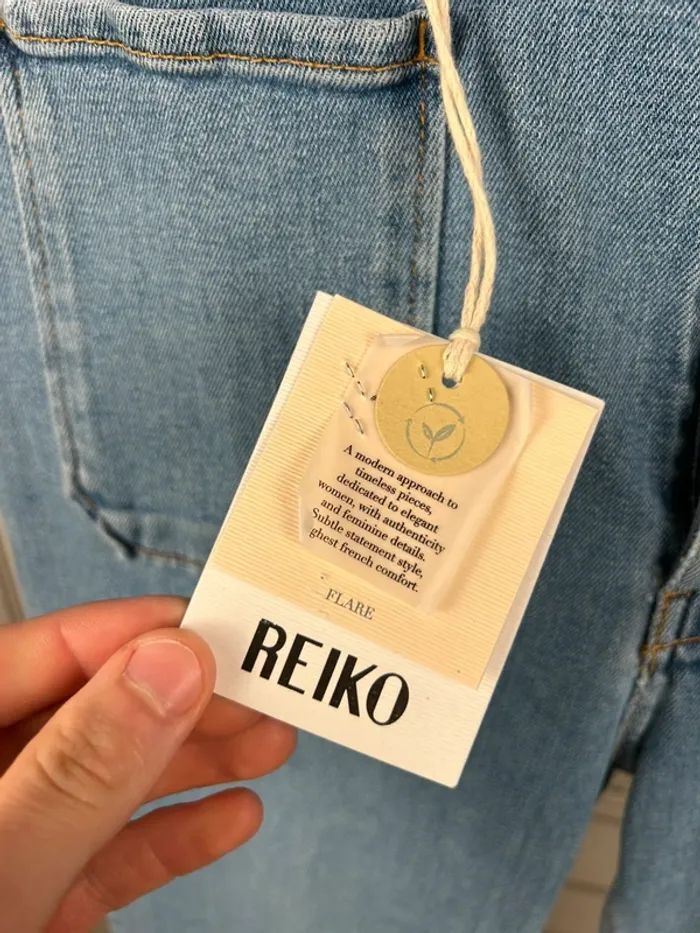 A modern approach to
timeless pieces,
dedicated to elegant
women, with authenticity
and feminine details.
Subtle statement style,
ghest french comfort.
FLARE
REIKO